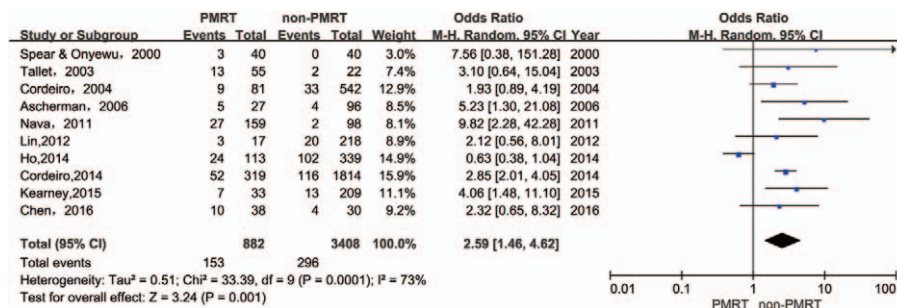 PMRT non-PMRT Odds Ratio Odds Ratio
Study or Subgroup Events Total Events Total Weight M-H. Random. 95% CI Year M-H. Random. 95% CI
Spear & Onyewu, 2000 3 40 0 40 3.0% 7.56 [0.38, 151.28] 2000
Tallet, 2003 13 55 2 22 7.4% 3.10 [0.64, 15.04] 2003
Cordeiro, 2004 9 81 33 542 12.9% 1.93 [0.89, 4.19] 2004
Ascherman, 2006 5 27 4 96 8.5% 5.23 [1.30, 21.08] 2006
Nava, 2011 27 159 2 98 8.1% 9.82 [2.28, 42.28] 2011
Lin,2012 3 17 20 218 9.0% 2.12 [0.56, 8.01] 2012
Ho,2014 24 113 102 339 14.9% 0.63 [0.38, 1.04] 2014
Cordeiro,2014 52 319 116 1814 15.8% 2.85 [2.01, 4.05] 2014
Kearney,2015 7 33 13 209 11.1% 4.06 [1.48, 11.10] 2015
Chen, 2016 10 38 4 30 9.2% 2.32 [0.65, 8.32] 2016
Total (95% CI) 882 3408 100.0% 2.59 [1.46, 4.62]
Total events 153 296
Heterogeneity: Tau² = 0.51; Chi² = 33.39, df = 9 (P = 0.0001); I² = 73%
Test for overall effect: Z = 3.24 (P = 0.001)
0.01 0.1 1 10 100
PMRT non-PMRT